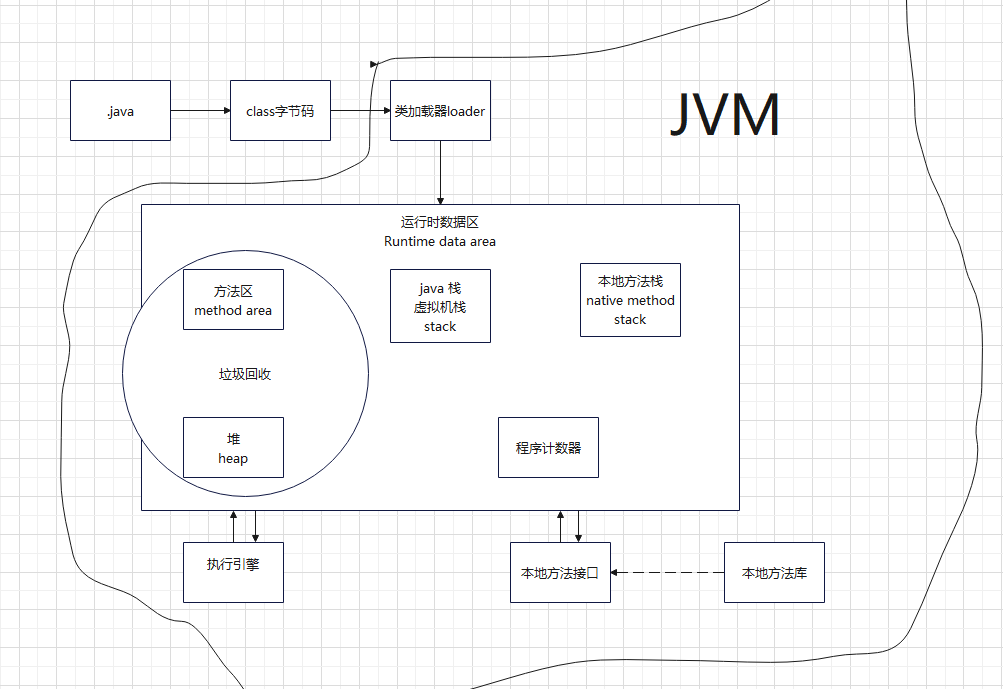 JVM
.java
class字节码
类加载器loader
运行时数据区
Runtime data area
方法区
method area
java 栈
虚拟机栈
stack
本地方法栈
native method
stack
垃圾回收
堆
heap
程序计数器
执行引擎
本地方法接口
本地方法库